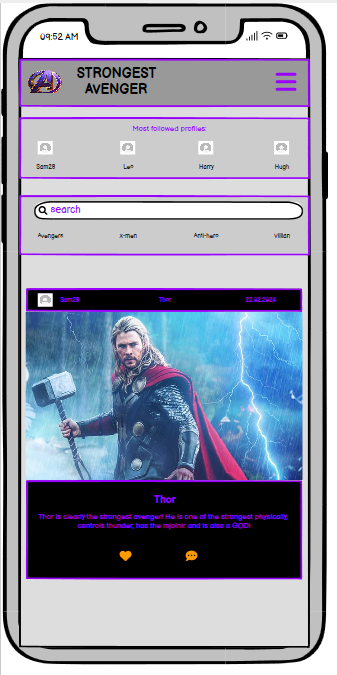 09:52 AM
STRONGEST
AVENGER
Most followed profiles:
Sam28 Leo Harry Hugh
search
Avengers x-men Anti-hero villian
Sam28 Thor 22.02.2024
Thor
Thor is clearly the strongest avenger! He is one of the strongest physically,
controls thunder, has the mjolnir and is also a GOD!